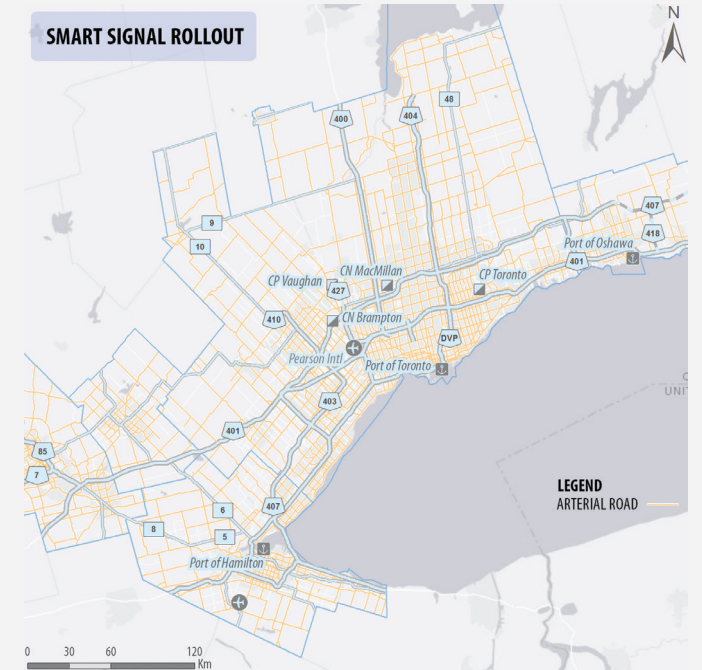 SMART SIGNAL ROLLOUT
N
400
404
48
9
10
407
418
Port of Oshawa
401
CN MacMillan
CP Vaughan
427
CP Toronto
410
CN Brampton
DVP
Pearson Intl
Port of Toronto
403
401
85
7
LEGEND
ARTERIAL ROAD
6
407
8
5
Port of Hamilton
0 30 60 120
Km
UNIT